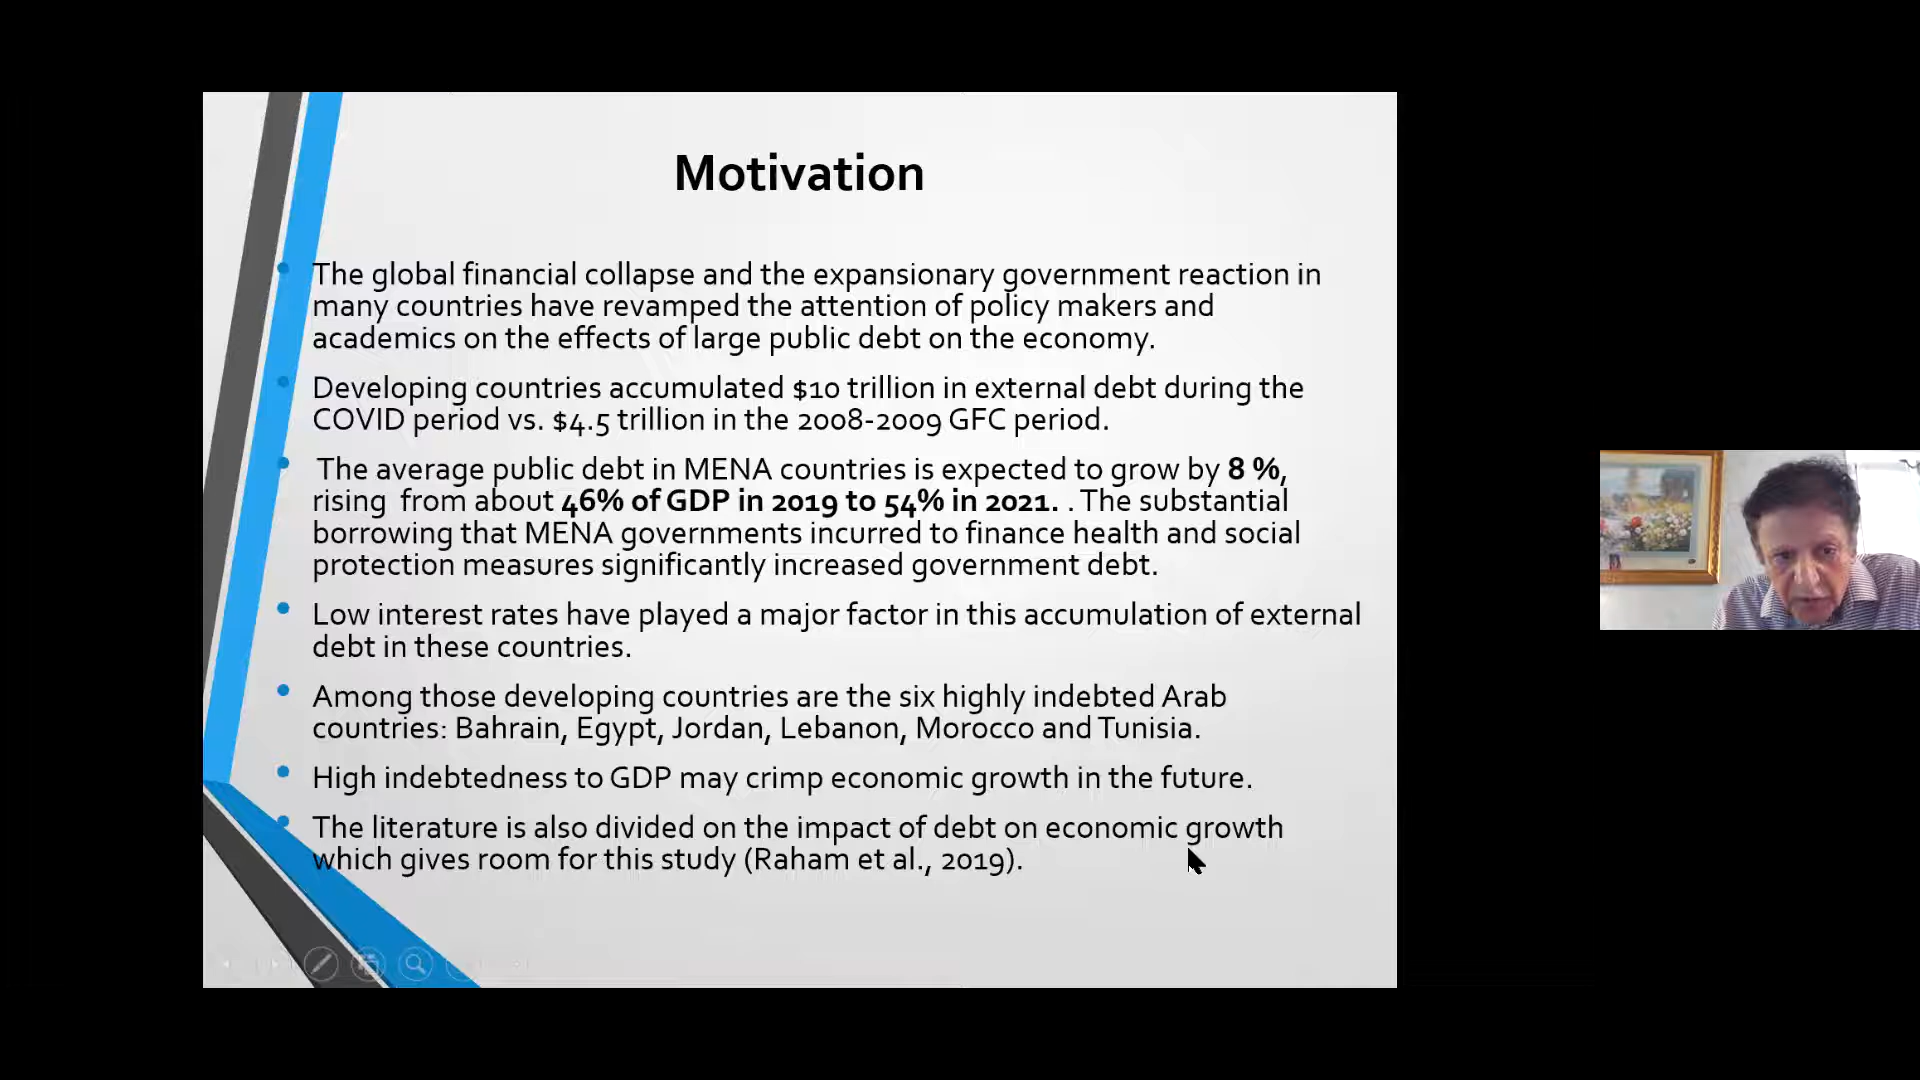 Motivation
• The global financial collapse and the expansionary government reaction in
many countries have revamped the attention of policy makers and
academics on the effects of large public debt on the economy.
• Developing countries accumulated $10 trillion in external debt during the
COVID period vs. $4.5 trillion in the 2008-2009 GFC period.
• The average public debt in MENA countries is expected to grow by 8 %,
rising from about 46% of GDP in 2019 to 54% in 2021. . The substantial
borrowing that MENA governments incurred to finance health and social
protection measures significantly increased government debt.
• Low interest rates have played a major factor in this accumulation of external
debt in these countries.
• Among those developing countries are the six highly indebted Arab
countries: Bahrain, Egypt, Jordan, Lebanon, Morocco and Tunisia.
• High indebtedness to GDP may crimp economic growth in the future.
• The literature is also divided on the impact of debt on economic growth
which gives room for this study (Raham et al., 2019).